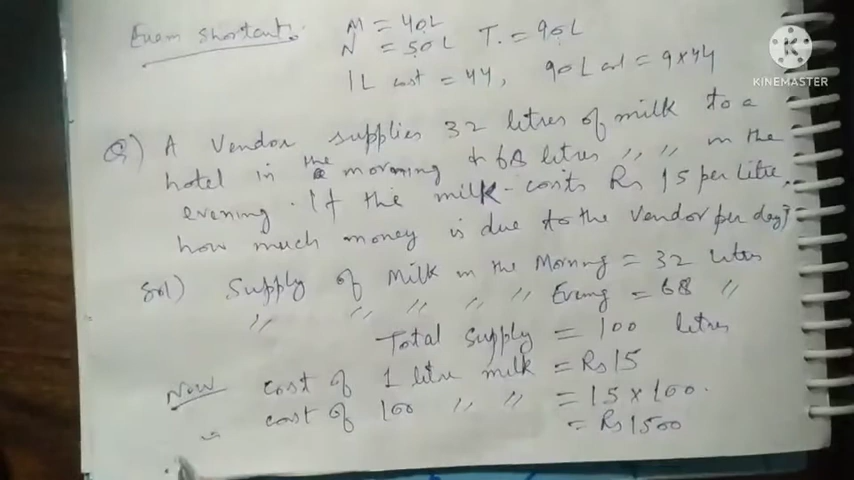 Exam shortcut:
M = 40L
N = 50L T. = 90L
1L cost = 44, 90L cost = 9x44
KINEMASTER
Q) A Vendor supplies 32 litres of milk to a
hotel in the morning & 68 litres " " in the
evening. If the milk costs Rs 15 per litre,
how much money is due to the vendor per day?
Sol) Supply of Milk in the Morning = 32 litres
" " " " " Evening = 68 "
Total Supply = 100 litres
Now cost of 1 litre milk = Rs 15
cost of 100 " " = 15 x 100.
= Rs 1500